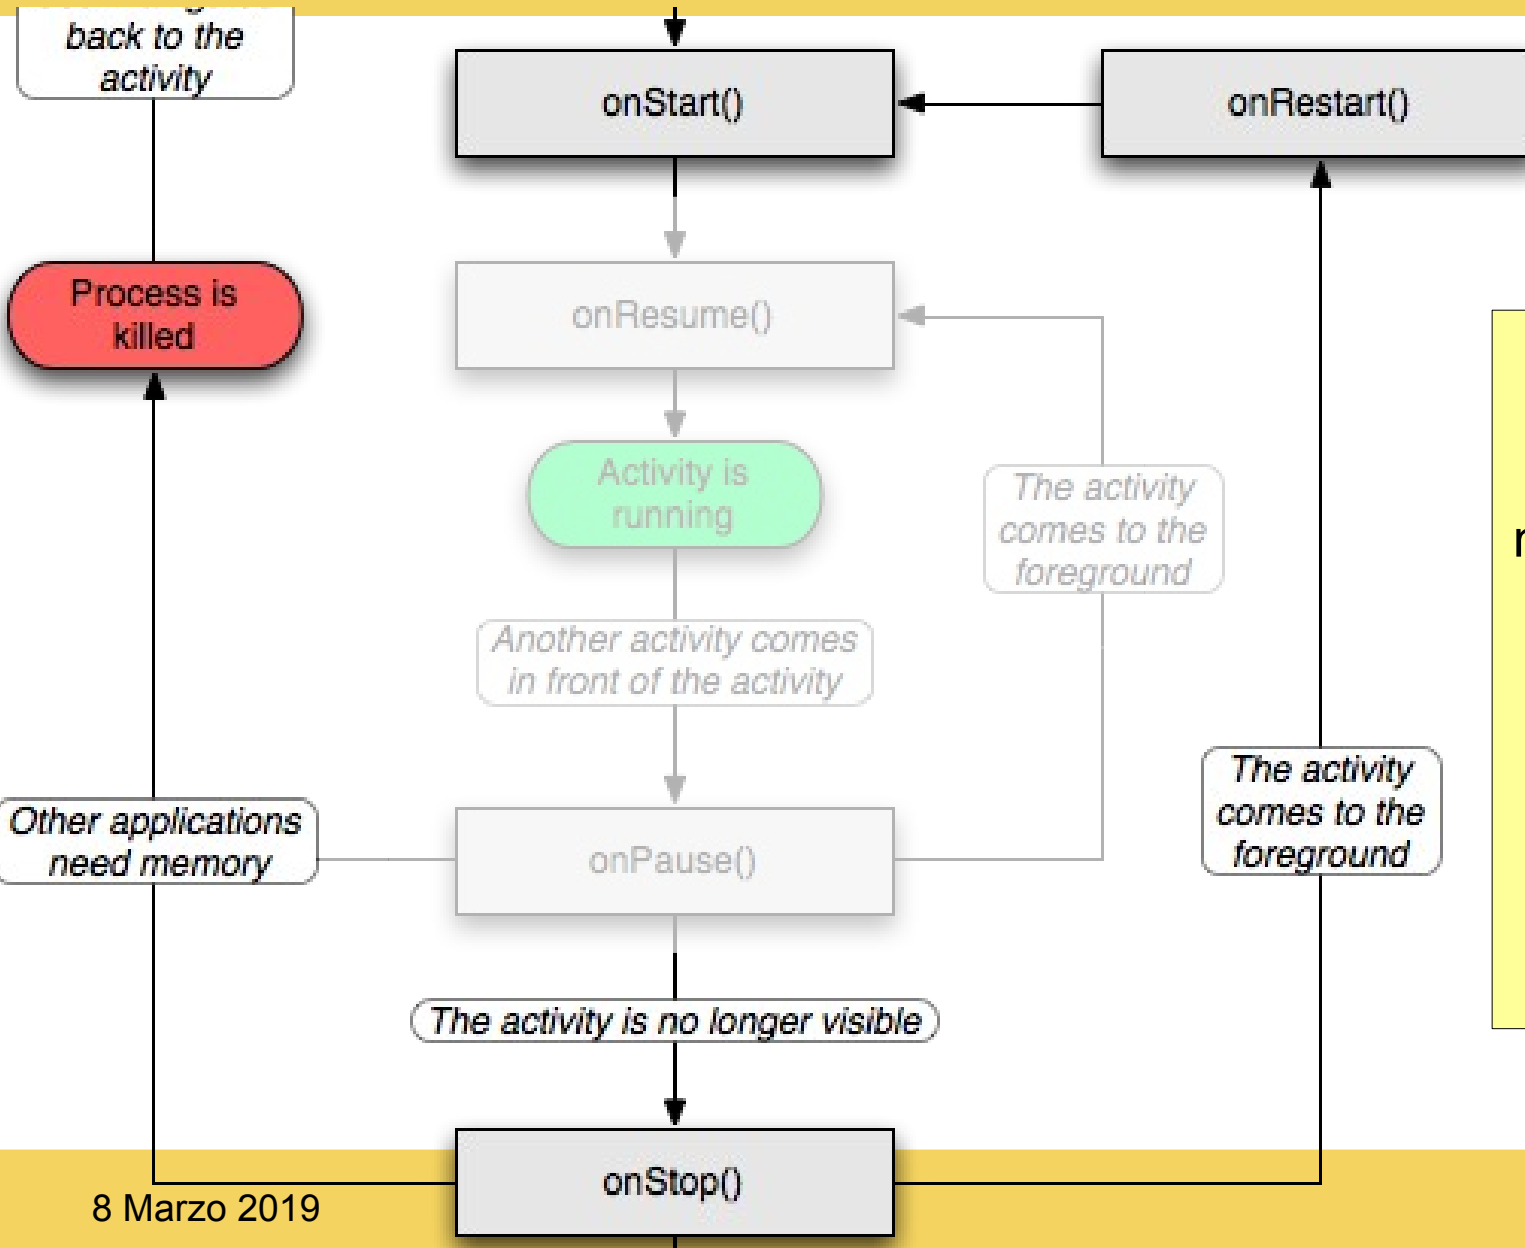 back to the
activity
onStart()
onRestart()
Process is
killed
onResume()
Activity is
running
The activity
comes to the
foreground
Another activity comes
in front of the activity
The activity
comes to the
foreground
Other applications
need memory
onPause()
The activity is no longer visible
onStop()
8 Marzo 2019